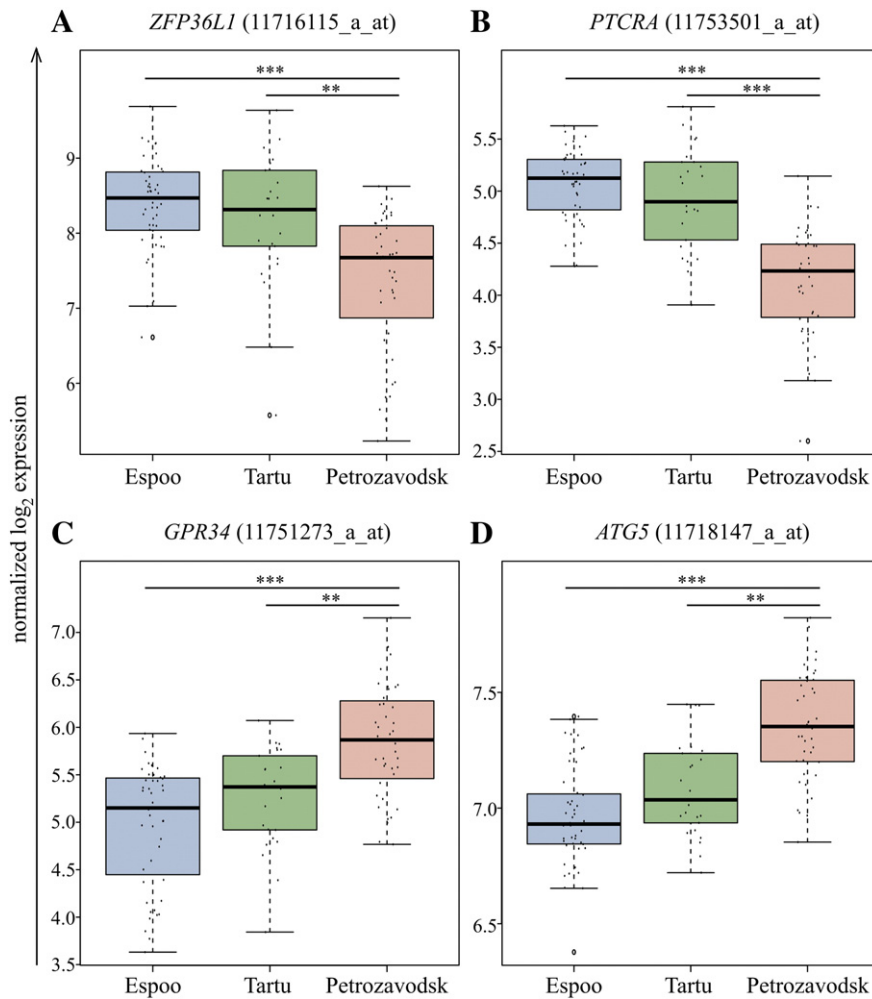 A
ZFP36L1 (11716115_a_at)
***
**
9
8
7
6
Espoo
Tartu
Petrozavodsk
B
PTCRA (11753501_a_at)
***
***
5.5
5.0
4.5
4.0
3.5
3.0
2.5
Espoo
Tartu
Petrozavodsk
normalized log2 expression
C
GPR34 (11751273_a_at)
***
**
7.0
6.5
6.0
5.5
5.0
4.5
4.0
3.5
Espoo
Tartu
Petrozavodsk
D
ATG5 (11718147_a_at)
***
**
7.5
7.0
6.5
Espoo
Tartu
Petrozavodsk